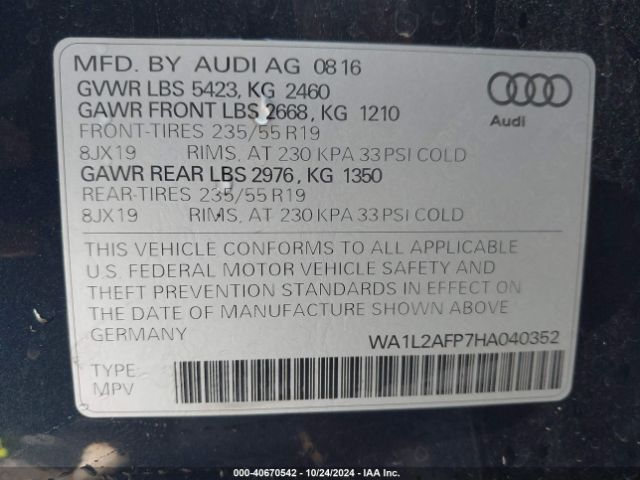 MFD. BY AUDI AG 08 16
GVWR LBS 5423, KG 2460
GAWR FRONT LBS 2668, KG 1210
FRONT-TIRES 235/55 R19
8JX19 RIMS, AT 230 KPA 33 PSI COLD
GAWR REAR LBS 2976, KG 1350
REAR-TIRES 235/55 R19
8JX19 RIMS, AT 230 KPA 33 PSI COLD
Audi
THIS VEHICLE CONFORMS TO ALL APPLICABLE
U.S. FEDERAL MOTOR VEHICLE SAFETY AND
THEFT PREVENTION STANDARDS IN EFFECT ON
THE DATE OF MANUFACTURE SHOWN ABOVE
GERMANY WA1L2AFP7HA040352
TYPE:
MPV
000-40670542 - 10/24/2024 - IAAI.COM